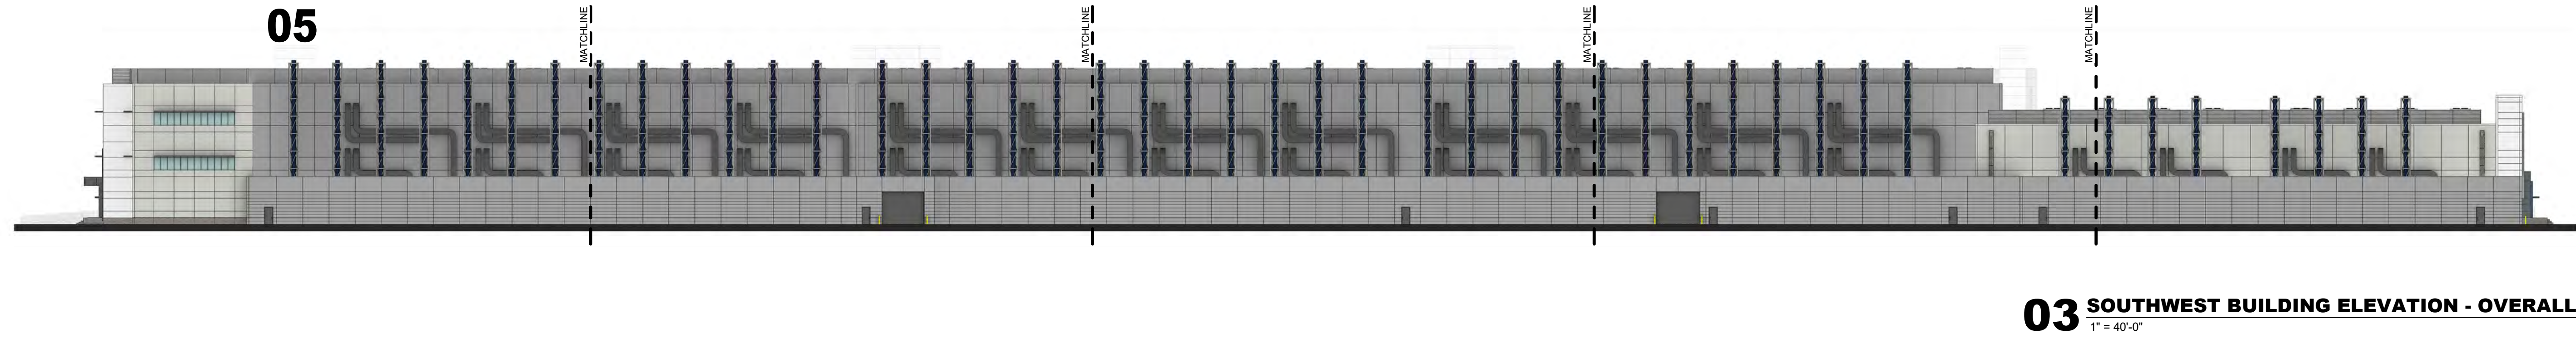 05
MATCHLINE
MATCHLINE
MATCHLINE
MATCHLINE
03 SOUTHWEST BUILDING ELEVATION - OVERALL
1" = 40'-0"